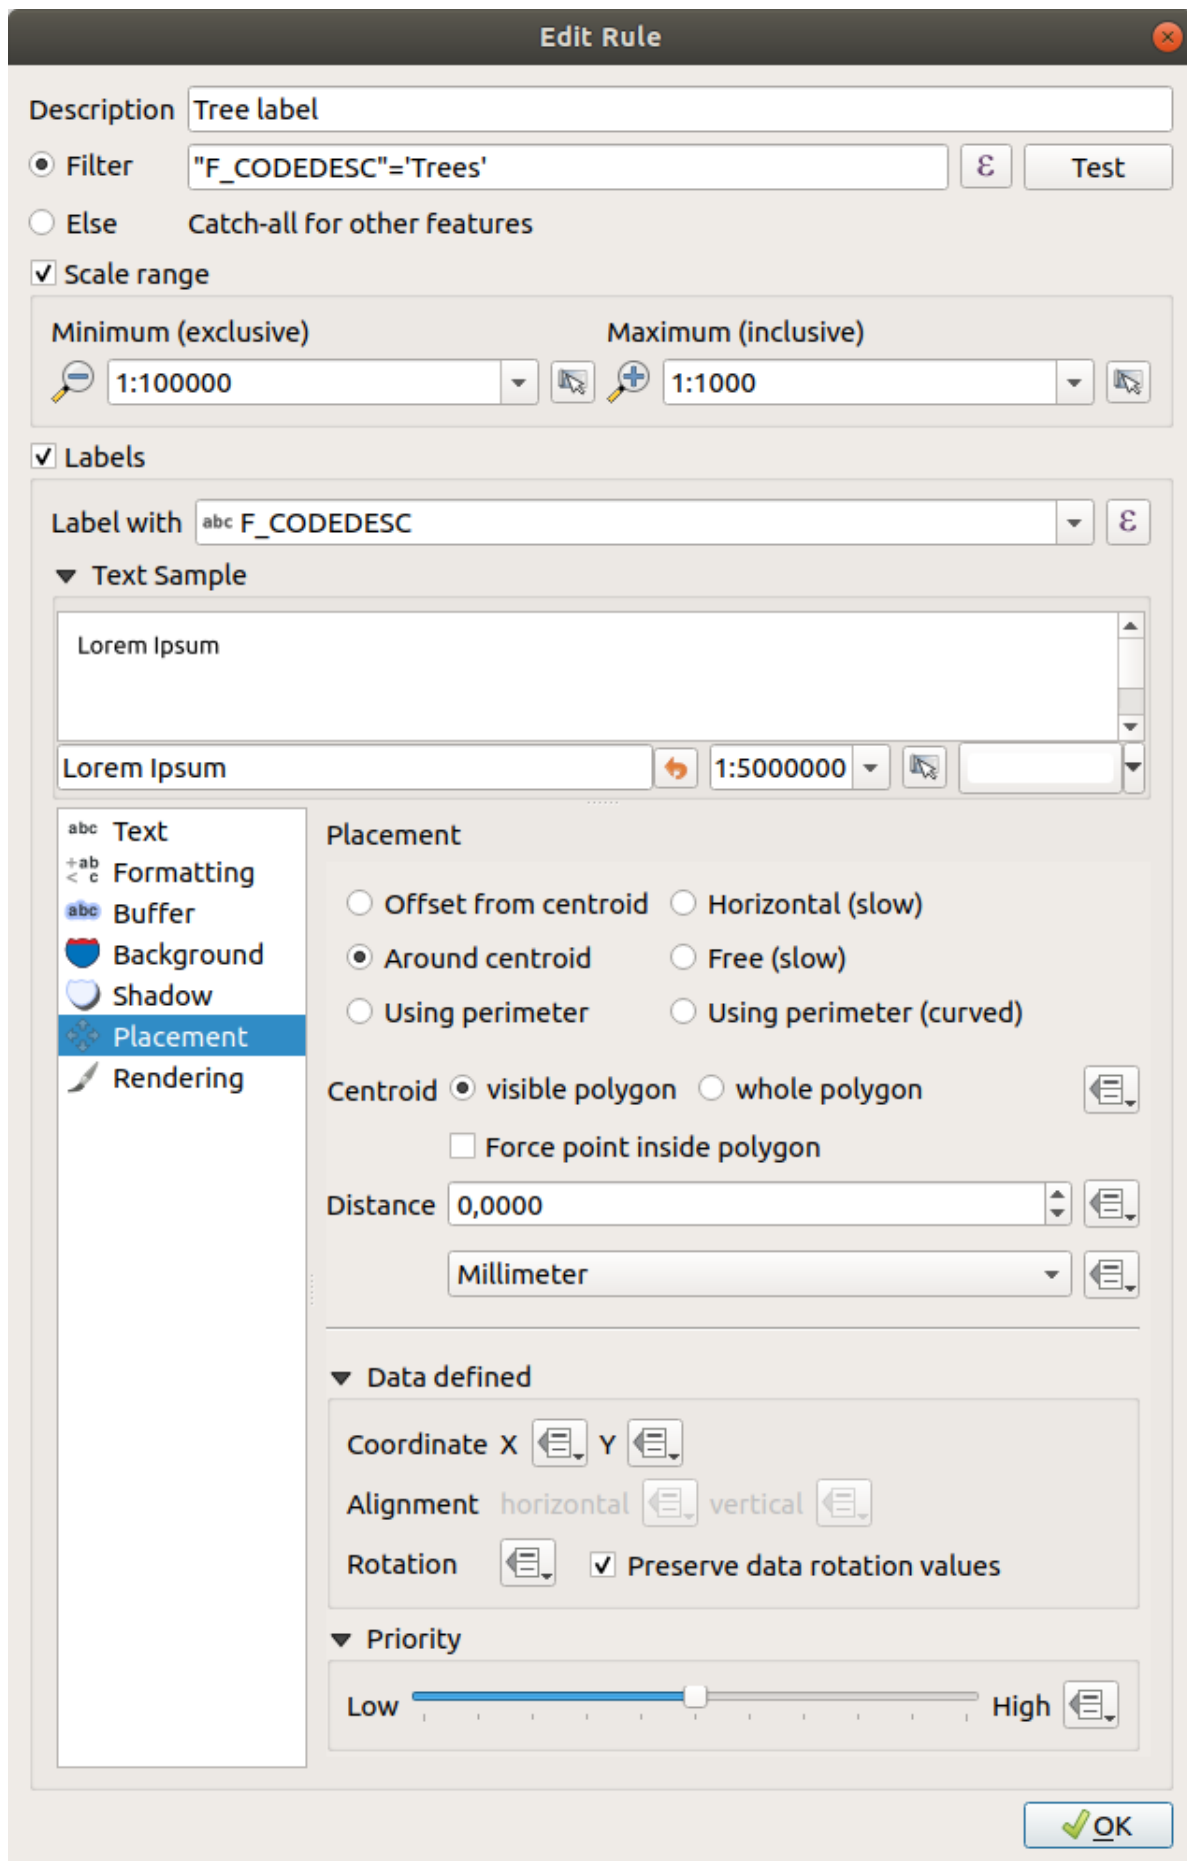 Edit Rule
Description Tree label
Filter "F_CODEDESC"='Trees' ε Test
Else Catch-all for other features
Scale range
Minimum (exclusive) Maximum (inclusive)
1:100000 1:1000
Labels
Label with abc F_CODEDESC ε
Text Sample
Lorem Ipsum
Lorem Ipsum 1:5000000
abc Text
+ab
< c Formatting
abc Buffer
Background
Shadow
Placement
Rendering
Placement
Offset from centroid Horizontal (slow)
Around centroid Free (slow)
Using perimeter Using perimeter (curved)
Centroid visible polygon whole polygon
Force point inside polygon
Distance 0,0000
Millimeter
Data defined
Coordinate X Y
Alignment horizontal vertical
Rotation Preserve data rotation values
Priority
Low High
OK